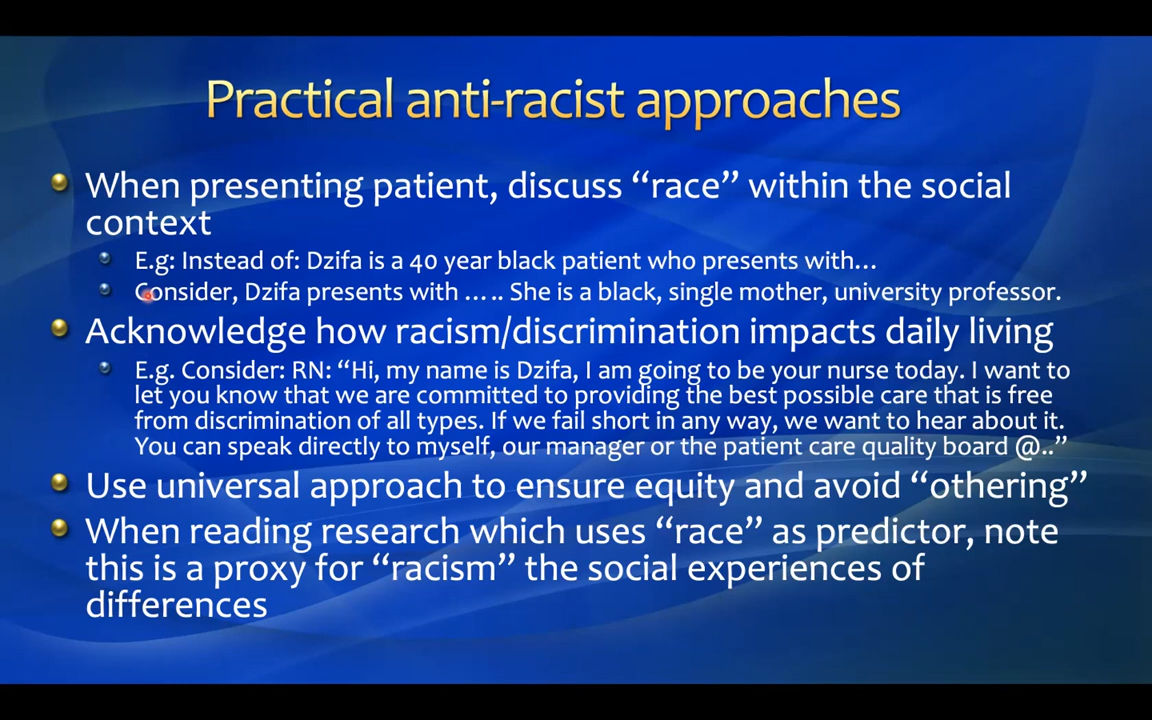 Practical anti-racist approaches
When presenting patient, discuss “race” within the social
context
E.g: Instead of: Dzifa is a 40 year black patient who presents with…
Consider, Dzifa presents with ….. She is a black, single mother, university professor.
Acknowledge how racism/discrimination impacts daily living
E.g. Consider: RN: “Hi, my name is Dzifa, I am going to be your nurse today. I want to
let you know that we are committed to providing the best possible care that is free
from discrimination of all types. If we fail short in any way, we want to hear about it.
You can speak directly to myself, our manager or the patient care quality board @..”
Use universal approach to ensure equity and avoid “othering”
When reading research which uses “race” as predictor, note
this is a proxy for “racism” the social experiences of
differences